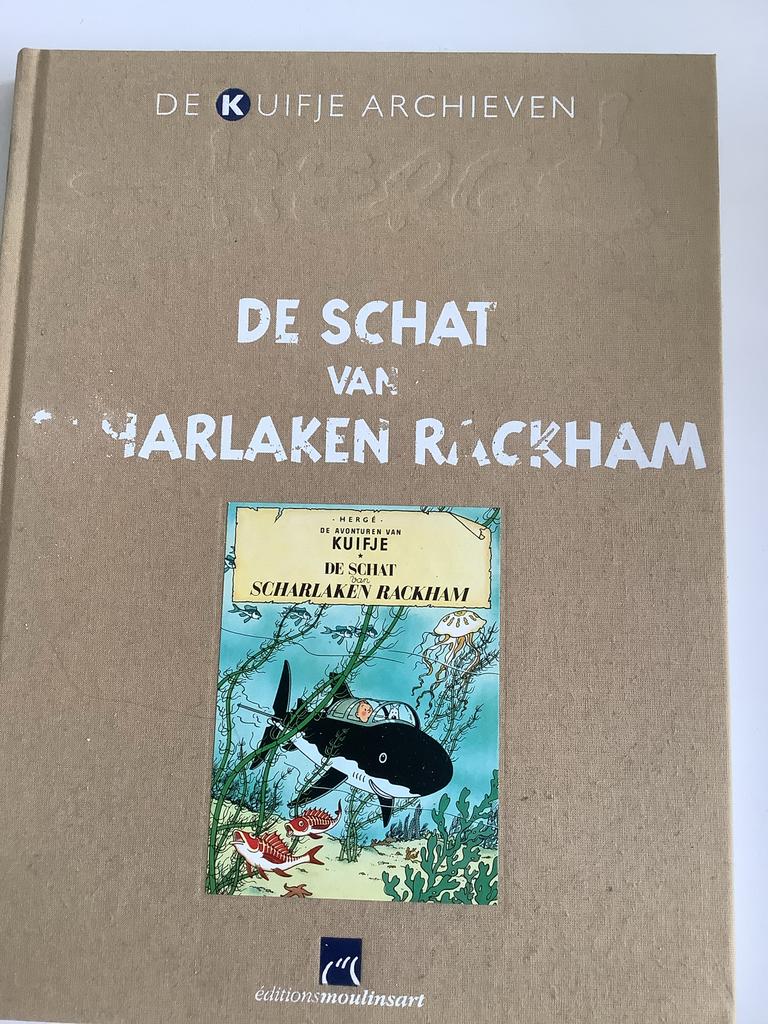 DE KUIFJE ARCHIEVEN
DE SCHAT
VAN
HARLAKEN RACKHAM
· HERGÉ ·
DE AVONTUREN VAN
KUIFJE
★
DE SCHAT
van
SCHARLAKEN RACKHAM
éditionsmoulinsart